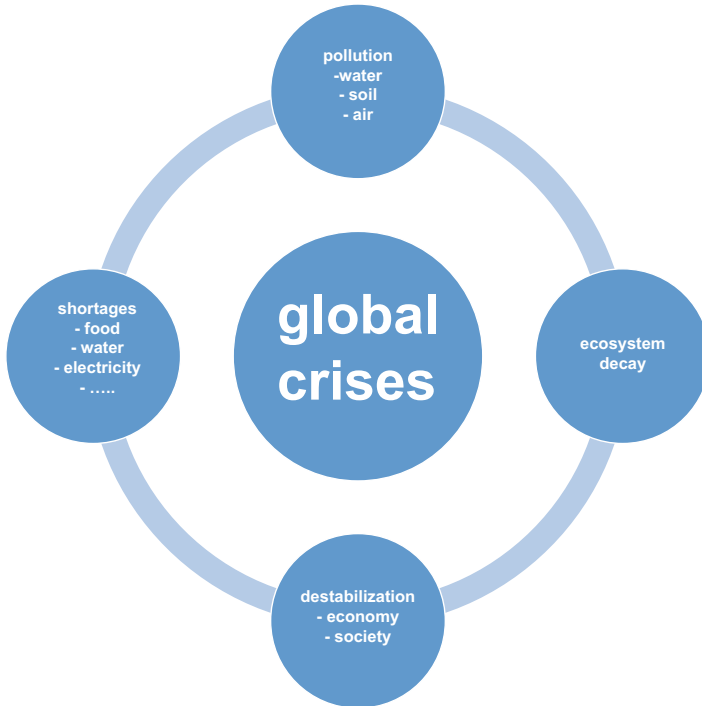 pollution
-water
- soil
- air
global
crises
shortages
- food
- water
- electricity
- .....
ecosystem
decay
destabilization
- economy
- society